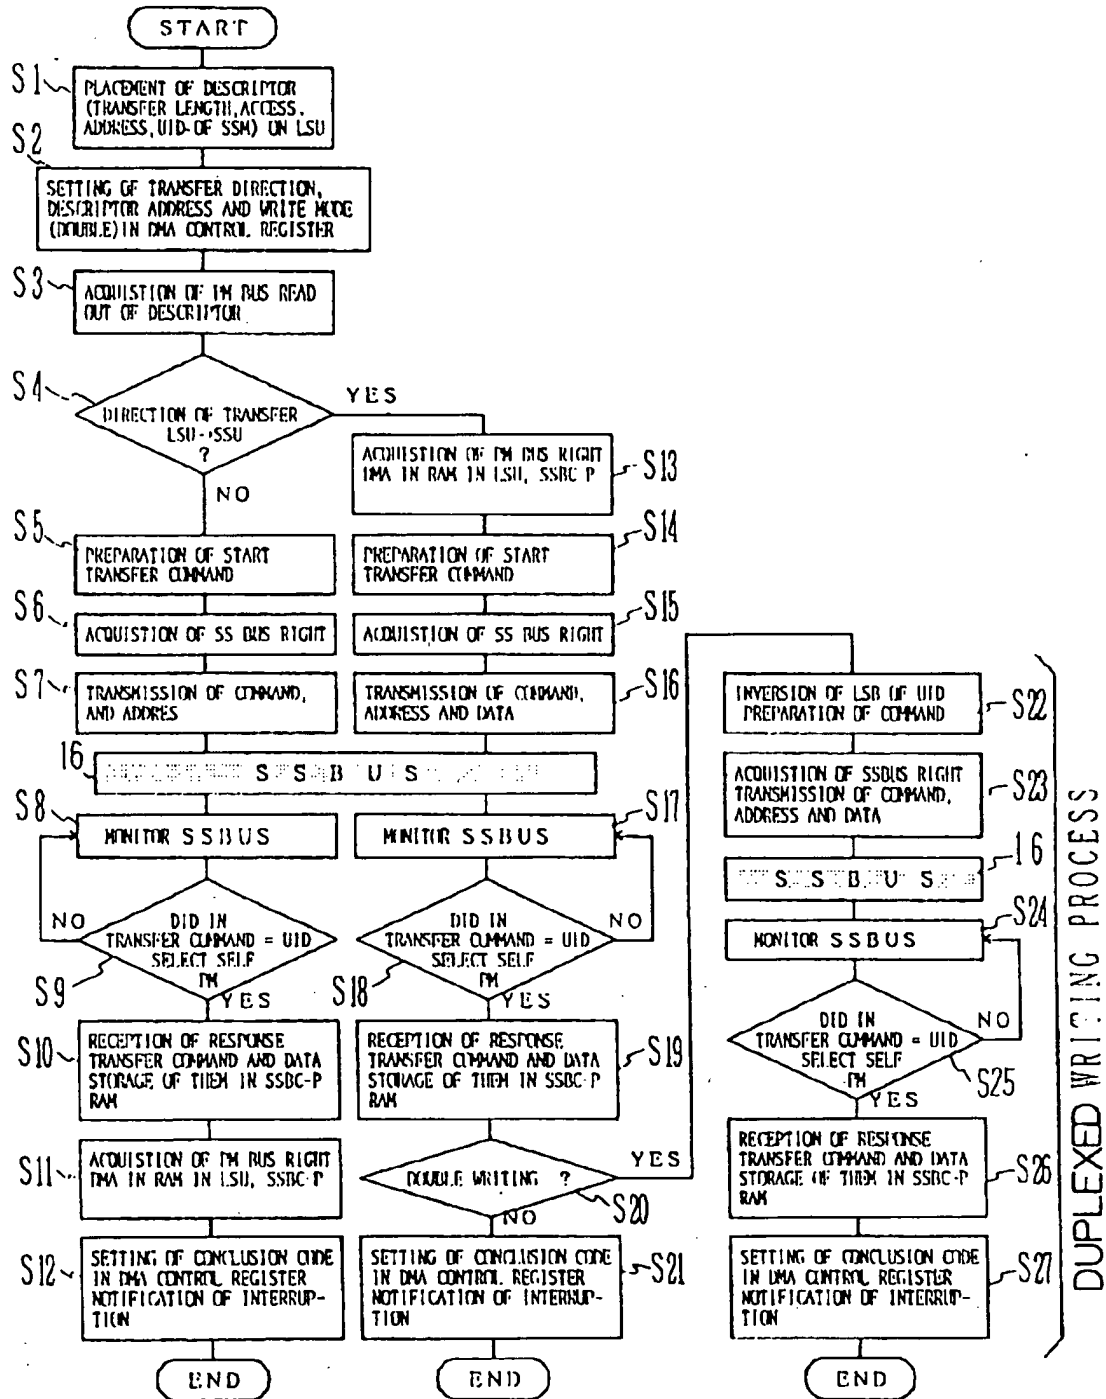 START
S1
PLACEMENT OF DESCRIPTOR
(TRANSFER LENGTH, ACCESS.
ADDRESS, UID-OF SSM) ON LSU
S2
SETTING OF TRANSFER DIRECTION,
DESCRIPTOR ADDRESS AND WRITE MODE
(DOUBLE) IN DMA CONTROL REGISTER
S3
ACQUISTION OF PM BUS READ
OUT OF DESCRIPTOR
S4
DIRECTION OF TRANSFER
LSU→SSU
?
YES
NO
S5
PREPARATION OF START
TRANSFER COMMAND
S6
ACQUISTION OF SS BUS RIGHT
S7
TRANSMISSION OF COMMAND,
AND ADDRES
ACQUISTION OF PM BUS RIGHT
DMA IN RAM IN LSU, SSBC-P
S13
PREPARATION OF START
TRANSFER COMMAND
S14
ACQUISTION OF SS BUS RIGHT
S15
TRANSMISSION OF COMMAND,
ADDRESS AND DATA
S16
16
S S B U S
S8
MONITOR SSBUS
NO
DID IN
TRANSFER COMMAND = UID
SELECT SELF
PM
S9
YES
S10
RECEPTION OF RESPONSE
TRANSFER COMMAND AND DATA
STORAGE OF THEM IN SSBC-P
RAM
S11
ACQUISTION OF PM BUS RIGHT
DMA IN RAM IN LSU, SSBC-P
S12
SETTING OF CONCLUSION CODE
IN DMA CONTROL REGISTER
NOTIFICATION OF INTERRUP-
TION
END
S17
MONITOR SSBUS
DID IN
TRANSFER COMMAND = UID
SELECT SELF
PM
NO
S18
YES
RECEPTION OF RESPONSE
TRANSFER COMMAND AND DATA
STORAGE OF THEM IN SSBC-P
RAM
S19
DOUBLE WRITING ?
YES
S20
NO
SETTING OF CONCLUSION CODE
IN DMA CONTROL REGISTER
NOTIFICATION OF INTERRUP-
TION
S21
END
INVERSION OF LSB OF UID
PREPARATION OF COMMAND
S22
ACQUISTION OF SSBUS RIGHT
TRANSMISSION OF COMMAND,
ADDRESS AND DATA
S23
S S B U S
16
S24
MONITOR SSBUS
DID IN
TRANSFER COMMAND = UID
SELECT SELF
PM
NO
S25
YES
RECEPTION OF RESPONSE
TRANSFER COMMAND AND DATA
STORAGE OF THEM IN SSBC-P
RAM
S26
SETTING OF CONCLUSION CODE
IN DMA CONTROL REGISTER
NOTIFICATION OF INTERRUP-
TION
S27
END
DUPLEXED WRITING PROCESS